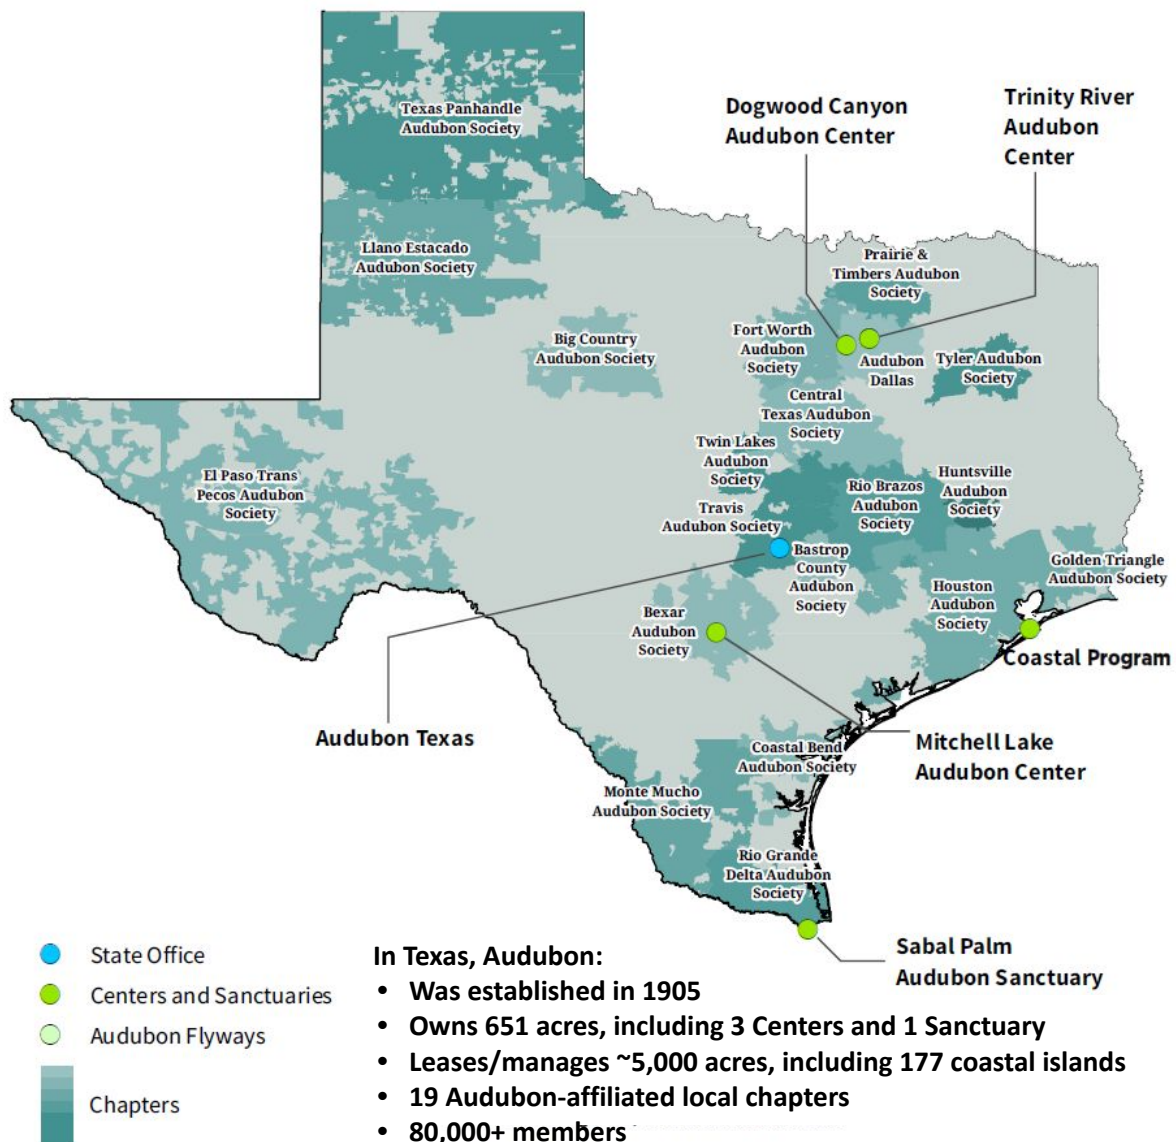 Dogwood Canyon
Audubon Center
Trinity River
Audubon
Center
Texas Panhandle
Audubon Society
Llano Estacado
Audubon Society
Prairie &
Timbers Audubon
Society
Big Country
Audubon Society
Fort Worth
Audubon
Society
Audubon
Dallas
Tyler Audubon
Society
Central
Texas Audubon
Society
Twin Lakes
Audubon
Society
El Paso Trans
Pecos Audubon
Society
Rio Brazos
Audubon
Society
Huntsville
Audubon
Society
Travis
Audubon Society
Bastrop
County
Audubon
Society
Golden Triangle
Audubon Society
Houston
Audubon
Society
Bexar
Audubon
Society
Coastal Program
Audubon Texas
Mitchell Lake
Audubon Center
Coastal Bend
Audubon Society
Monte Mucho
Audubon Society
Rio Grande
Delta Audubon
Society
Sabal Palm
Audubon Sanctuary
State Office
Centers and Sanctuaries
Audubon Flyways
Chapters
In Texas, Audubon:
• Was established in 1905
• Owns 651 acres, including 3 Centers and 1 Sanctuary
• Leases/manages ~5,000 acres, including 177 coastal islands
• 19 Audubon-affiliated local chapters
• 80,000+ members